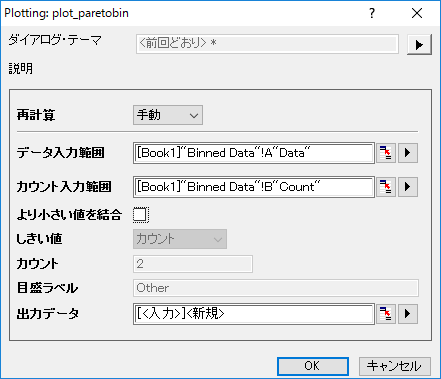 Plotting: plot_paretobin
ダイアログ・テーマ <前回どおり> *
説明
再計算 手動
データ入力範囲 [Book1]"Binned Data"!A"Data"
カウント入力範囲 [Book1]"Binned Data"!B"Count"
より小さい値を結合
しきい値 カウント
カウント 2
目盛ラベル Other
出力データ [<入力>]<新規>
OK キャンセル